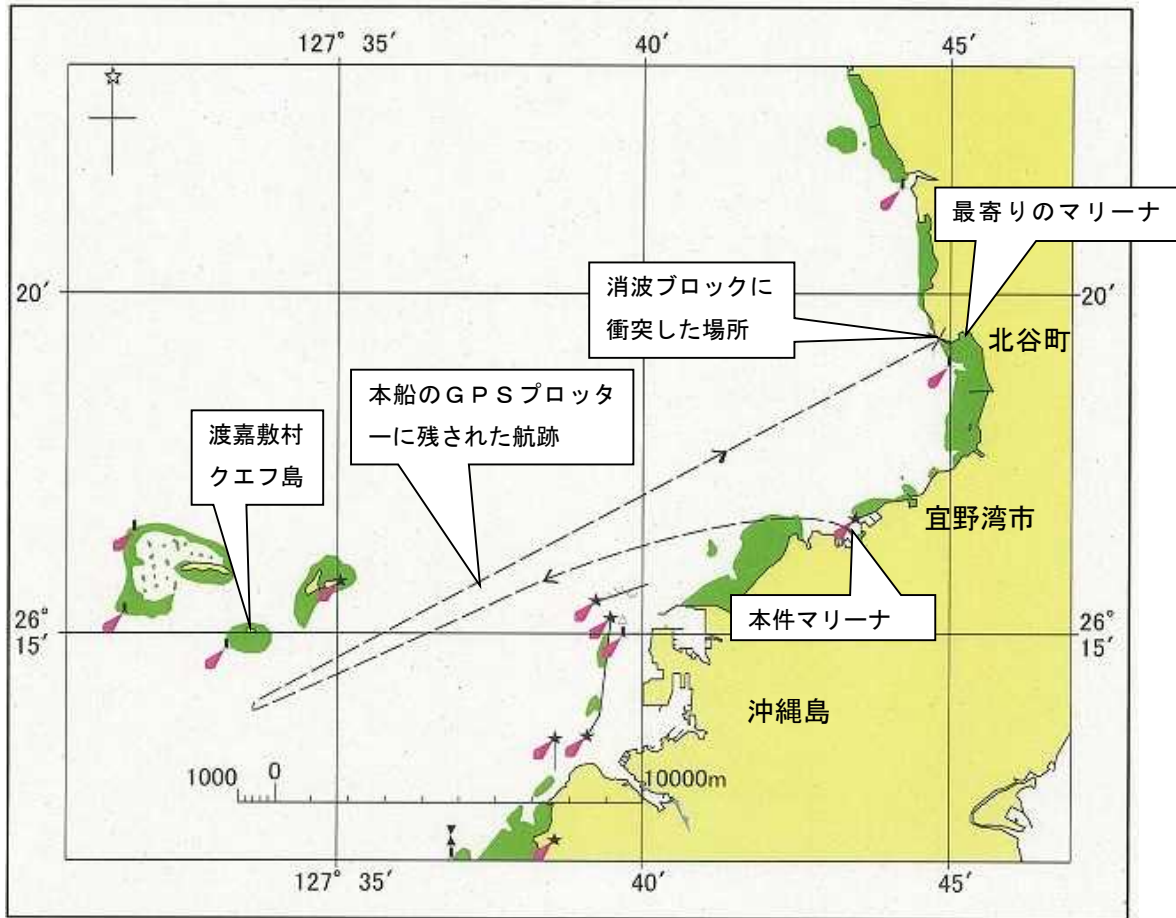 127° 35′
40′
45′
最寄りのマリーナ
消波ブロックに
衝突した場所
20′
20′
北谷町
本船のＧＰＳプロッタ
ーに残された航跡
渡嘉敷村
クエフ島
宜野湾市
本件マリーナ
26°
15′
26°
15′
沖縄島
1000
0
10000m
127° 35′
40′
45′